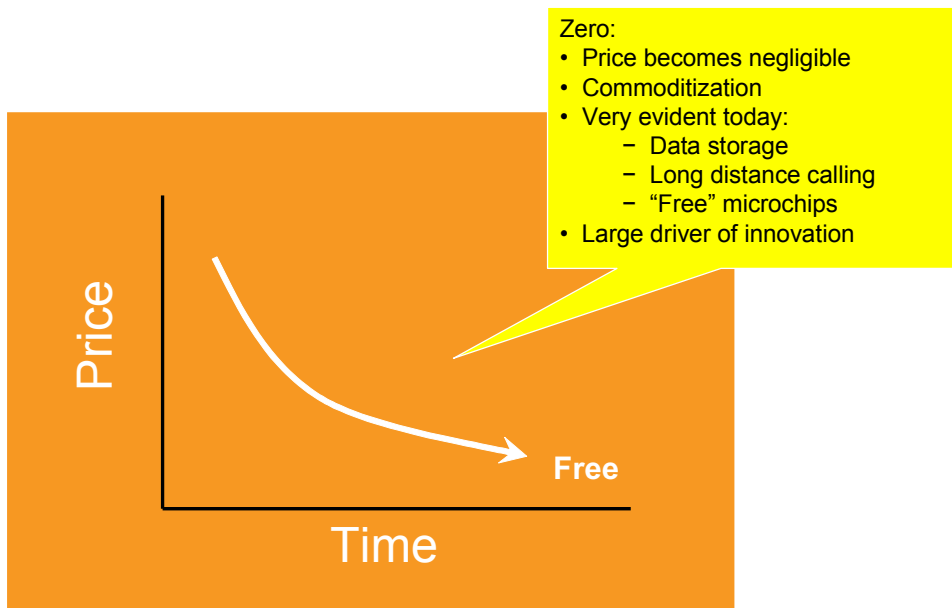 Zero:
• Price becomes negligible
• Commoditization
• Very evident today:
− Data storage
− Long distance calling
− “Free” microchips
• Large driver of innovation
Price
Free
Time